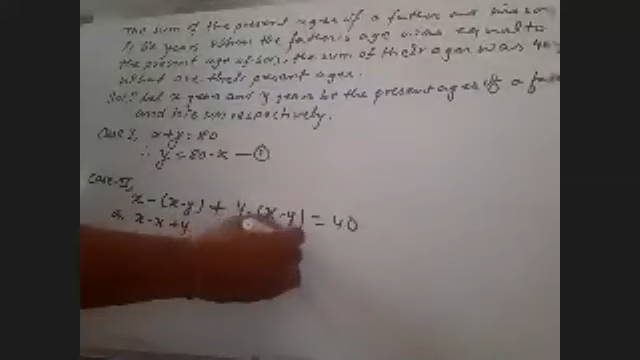 The sum of the present ages of a father and his son
is 80 years. When the father's age was equal to
the present age of son, the sum of their ages was 40
What are their present ages.
Solⁿ: Let x years and y years be the present ages of a
and his son respectively.
Case I, x+y=80
∴ y=80-x —①
Case-II,
x-(x-y) + y-(x-y) = 40
or x-x+y